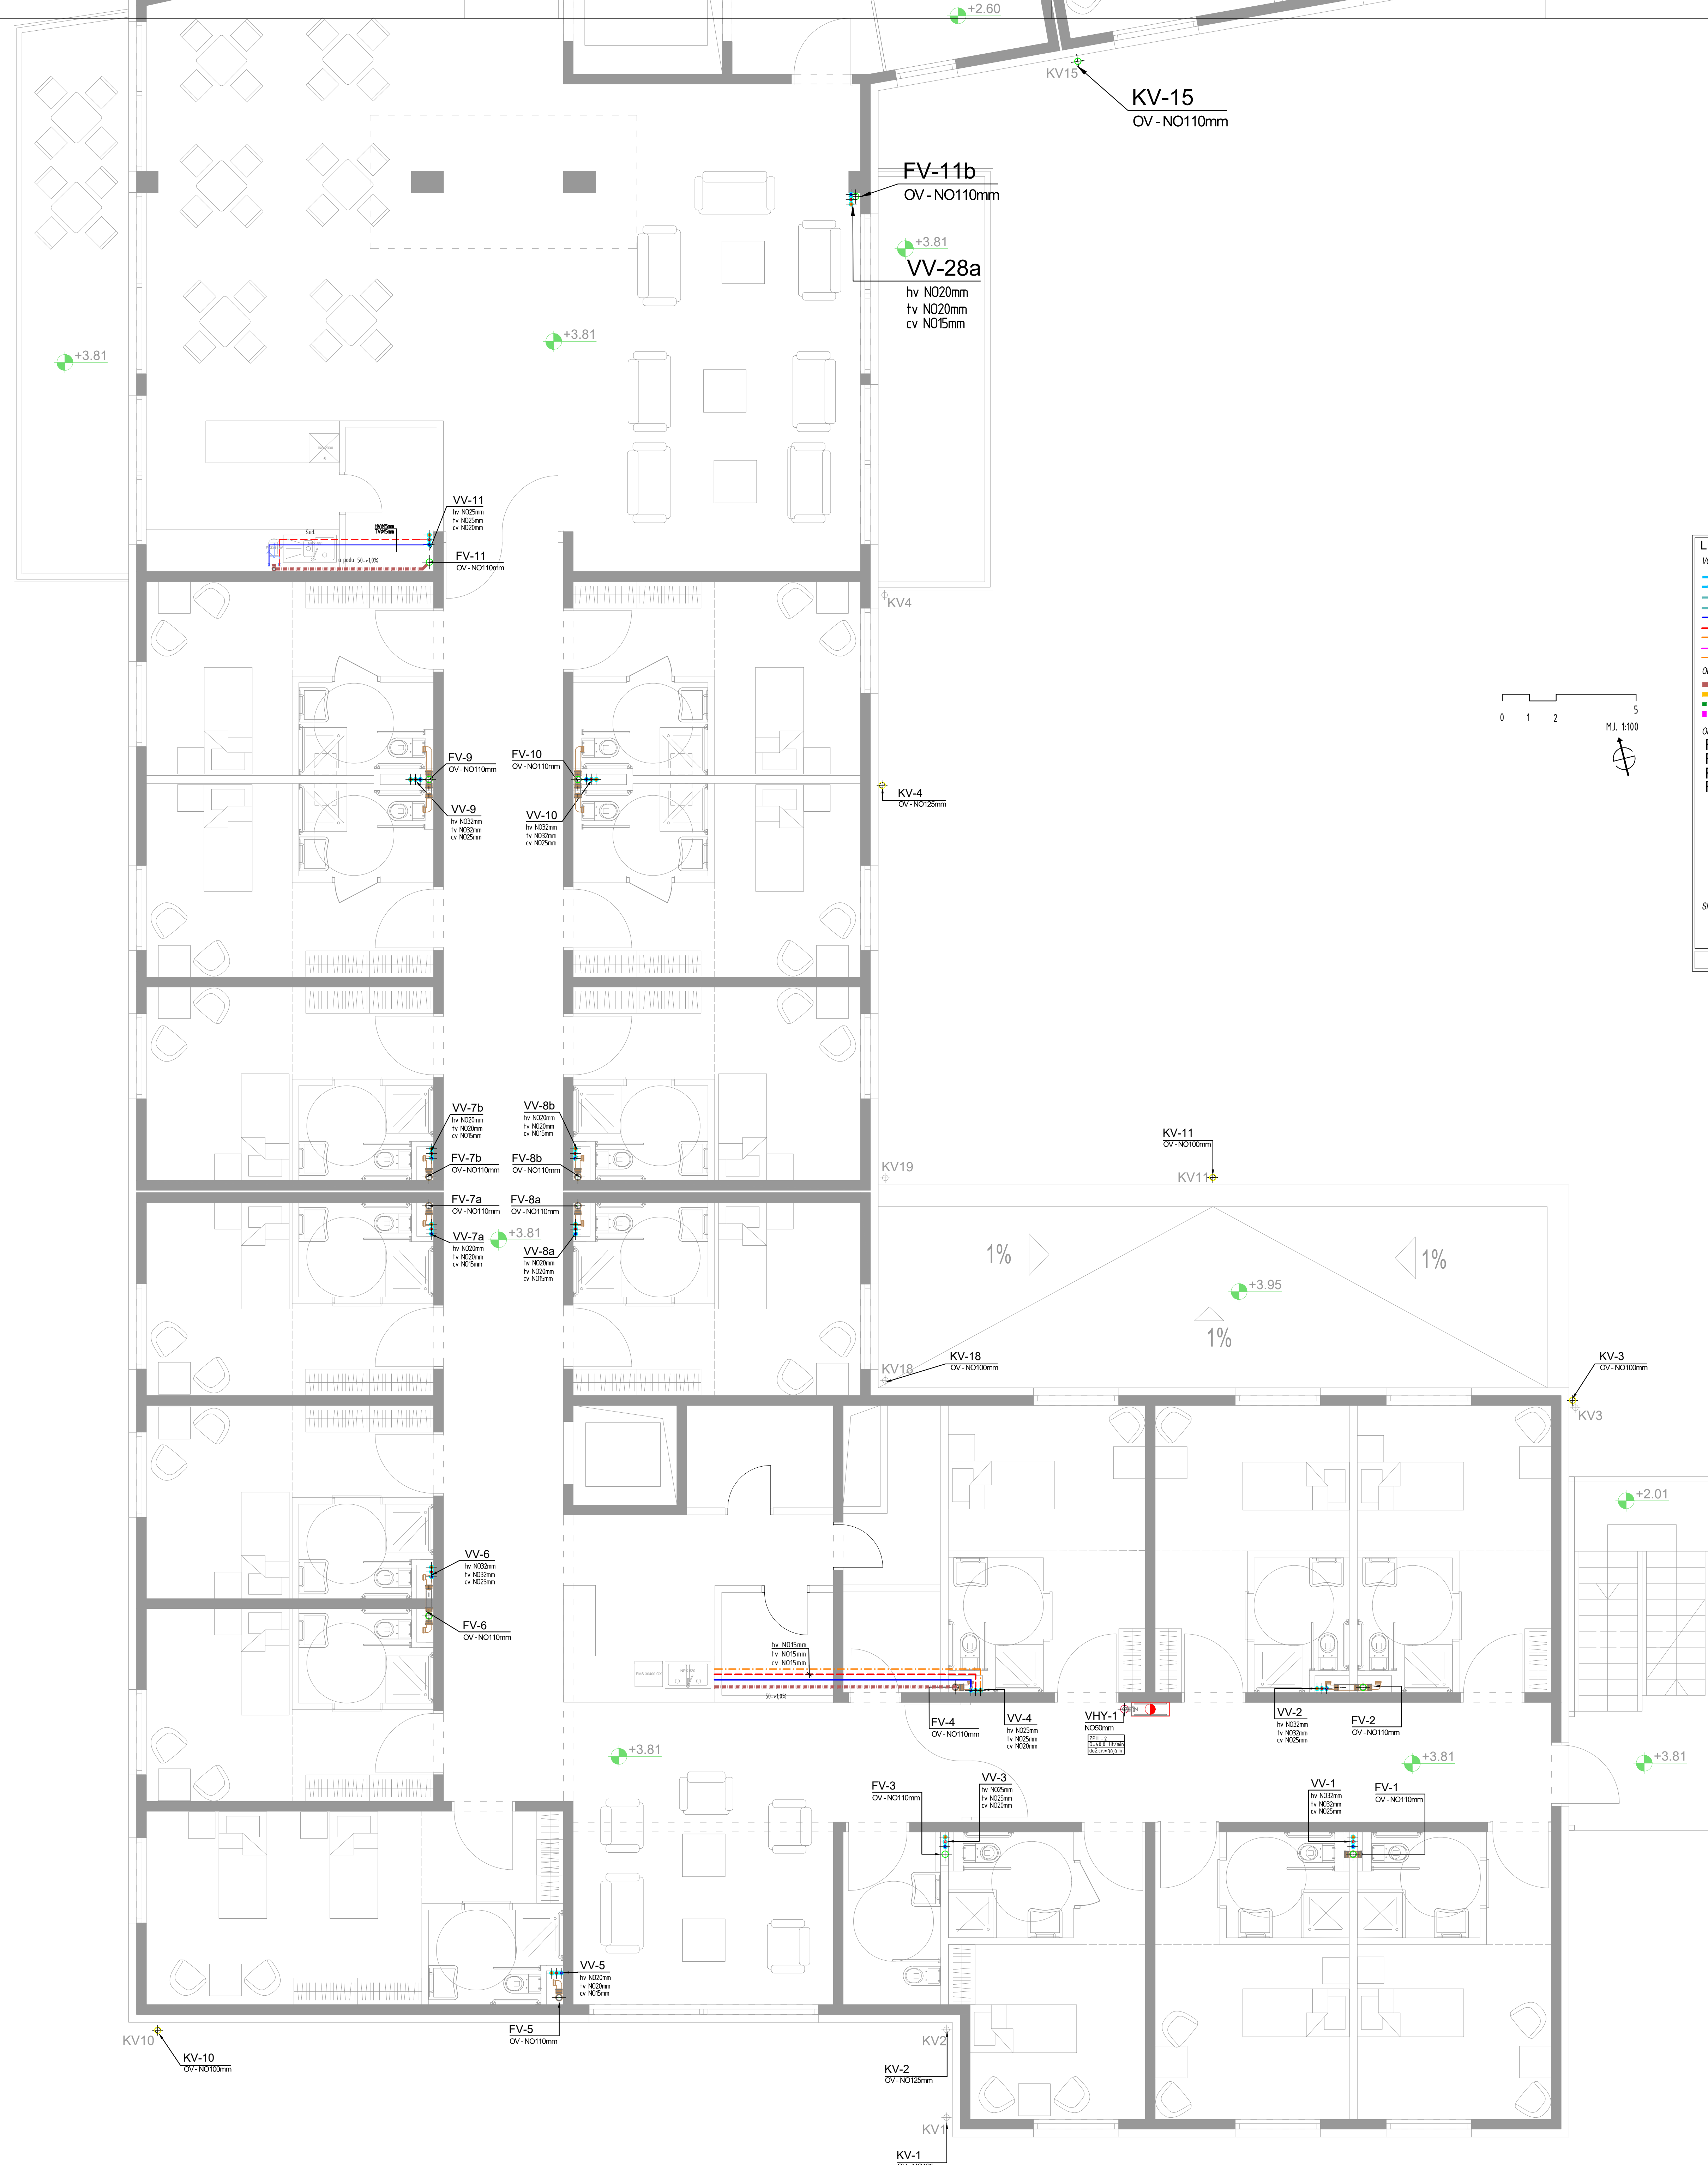 +2.60
KV15
KV-15
OV - NO110mm
FV-11b
OV - NO110mm
+3.81
VV-28a
hv NO20mm
tv NO20mm
cv NO15mm
+3.81
+3.81
VV-11
hv NO25mm
tv NO25mm
cv NO20mm
Sud.
u podu 50->1,0%
FV-11
OV - NO110mm
KV4
0 1 2 5
MJ. 1:100
FV-9
OV - NO110mm
FV-10
OV - NO110mm
VV-9
hv NO32mm
tv NO32mm
cv NO25mm
VV-10
hv NO32mm
tv NO32mm
cv NO25mm
KV-4
OV - NO125mm
VV-7b
hv NO20mm
tv NO20mm
cv NO15mm
VV-8b
hv NO20mm
tv NO20mm
cv NO15mm
FV-7b
OV - NO110mm
FV-8b
OV - NO110mm
KV-11
OV - NO100mm
KV19
KV11
FV-7a
OV - NO110mm
FV-8a
OV - NO110mm
VV-7a
hv NO20mm
tv NO20mm
cv NO15mm
+3.81
VV-8a
hv NO20mm
tv NO20mm
cv NO15mm
1%
1%
+3.95
1%
KV18
KV-18
OV - NO100mm
KV-3
OV - NO100mm
KV3
+2.01
VV-6
hv NO32mm
tv NO32mm
cv NO25mm
FV-6
OV - NO110mm
hv NO15mm
tv NO15mm
cv NO15mm
50->1,0%
FV-4
OV - NO110mm
VV-4
hv NO25mm
tv NO25mm
cv NO20mm
VHY-1
NO50mm
VV-2
hv NO32mm
tv NO32mm
cv NO25mm
FV-2
OV - NO110mm
+3.81
+3.81
+3.81
FV-3
OV - NO110mm
VV-3
hv NO25mm
tv NO25mm
cv NO20mm
VV-1
hv NO32mm
tv NO32mm
cv NO25mm
FV-1
OV - NO110mm
VV-5
hv NO20mm
tv NO20mm
cv NO15mm
FV-5
OV - NO110mm
KV10
KV-10
OV - NO100mm
KV2
KV-2
OV - NO125mm
KV1
KV-1